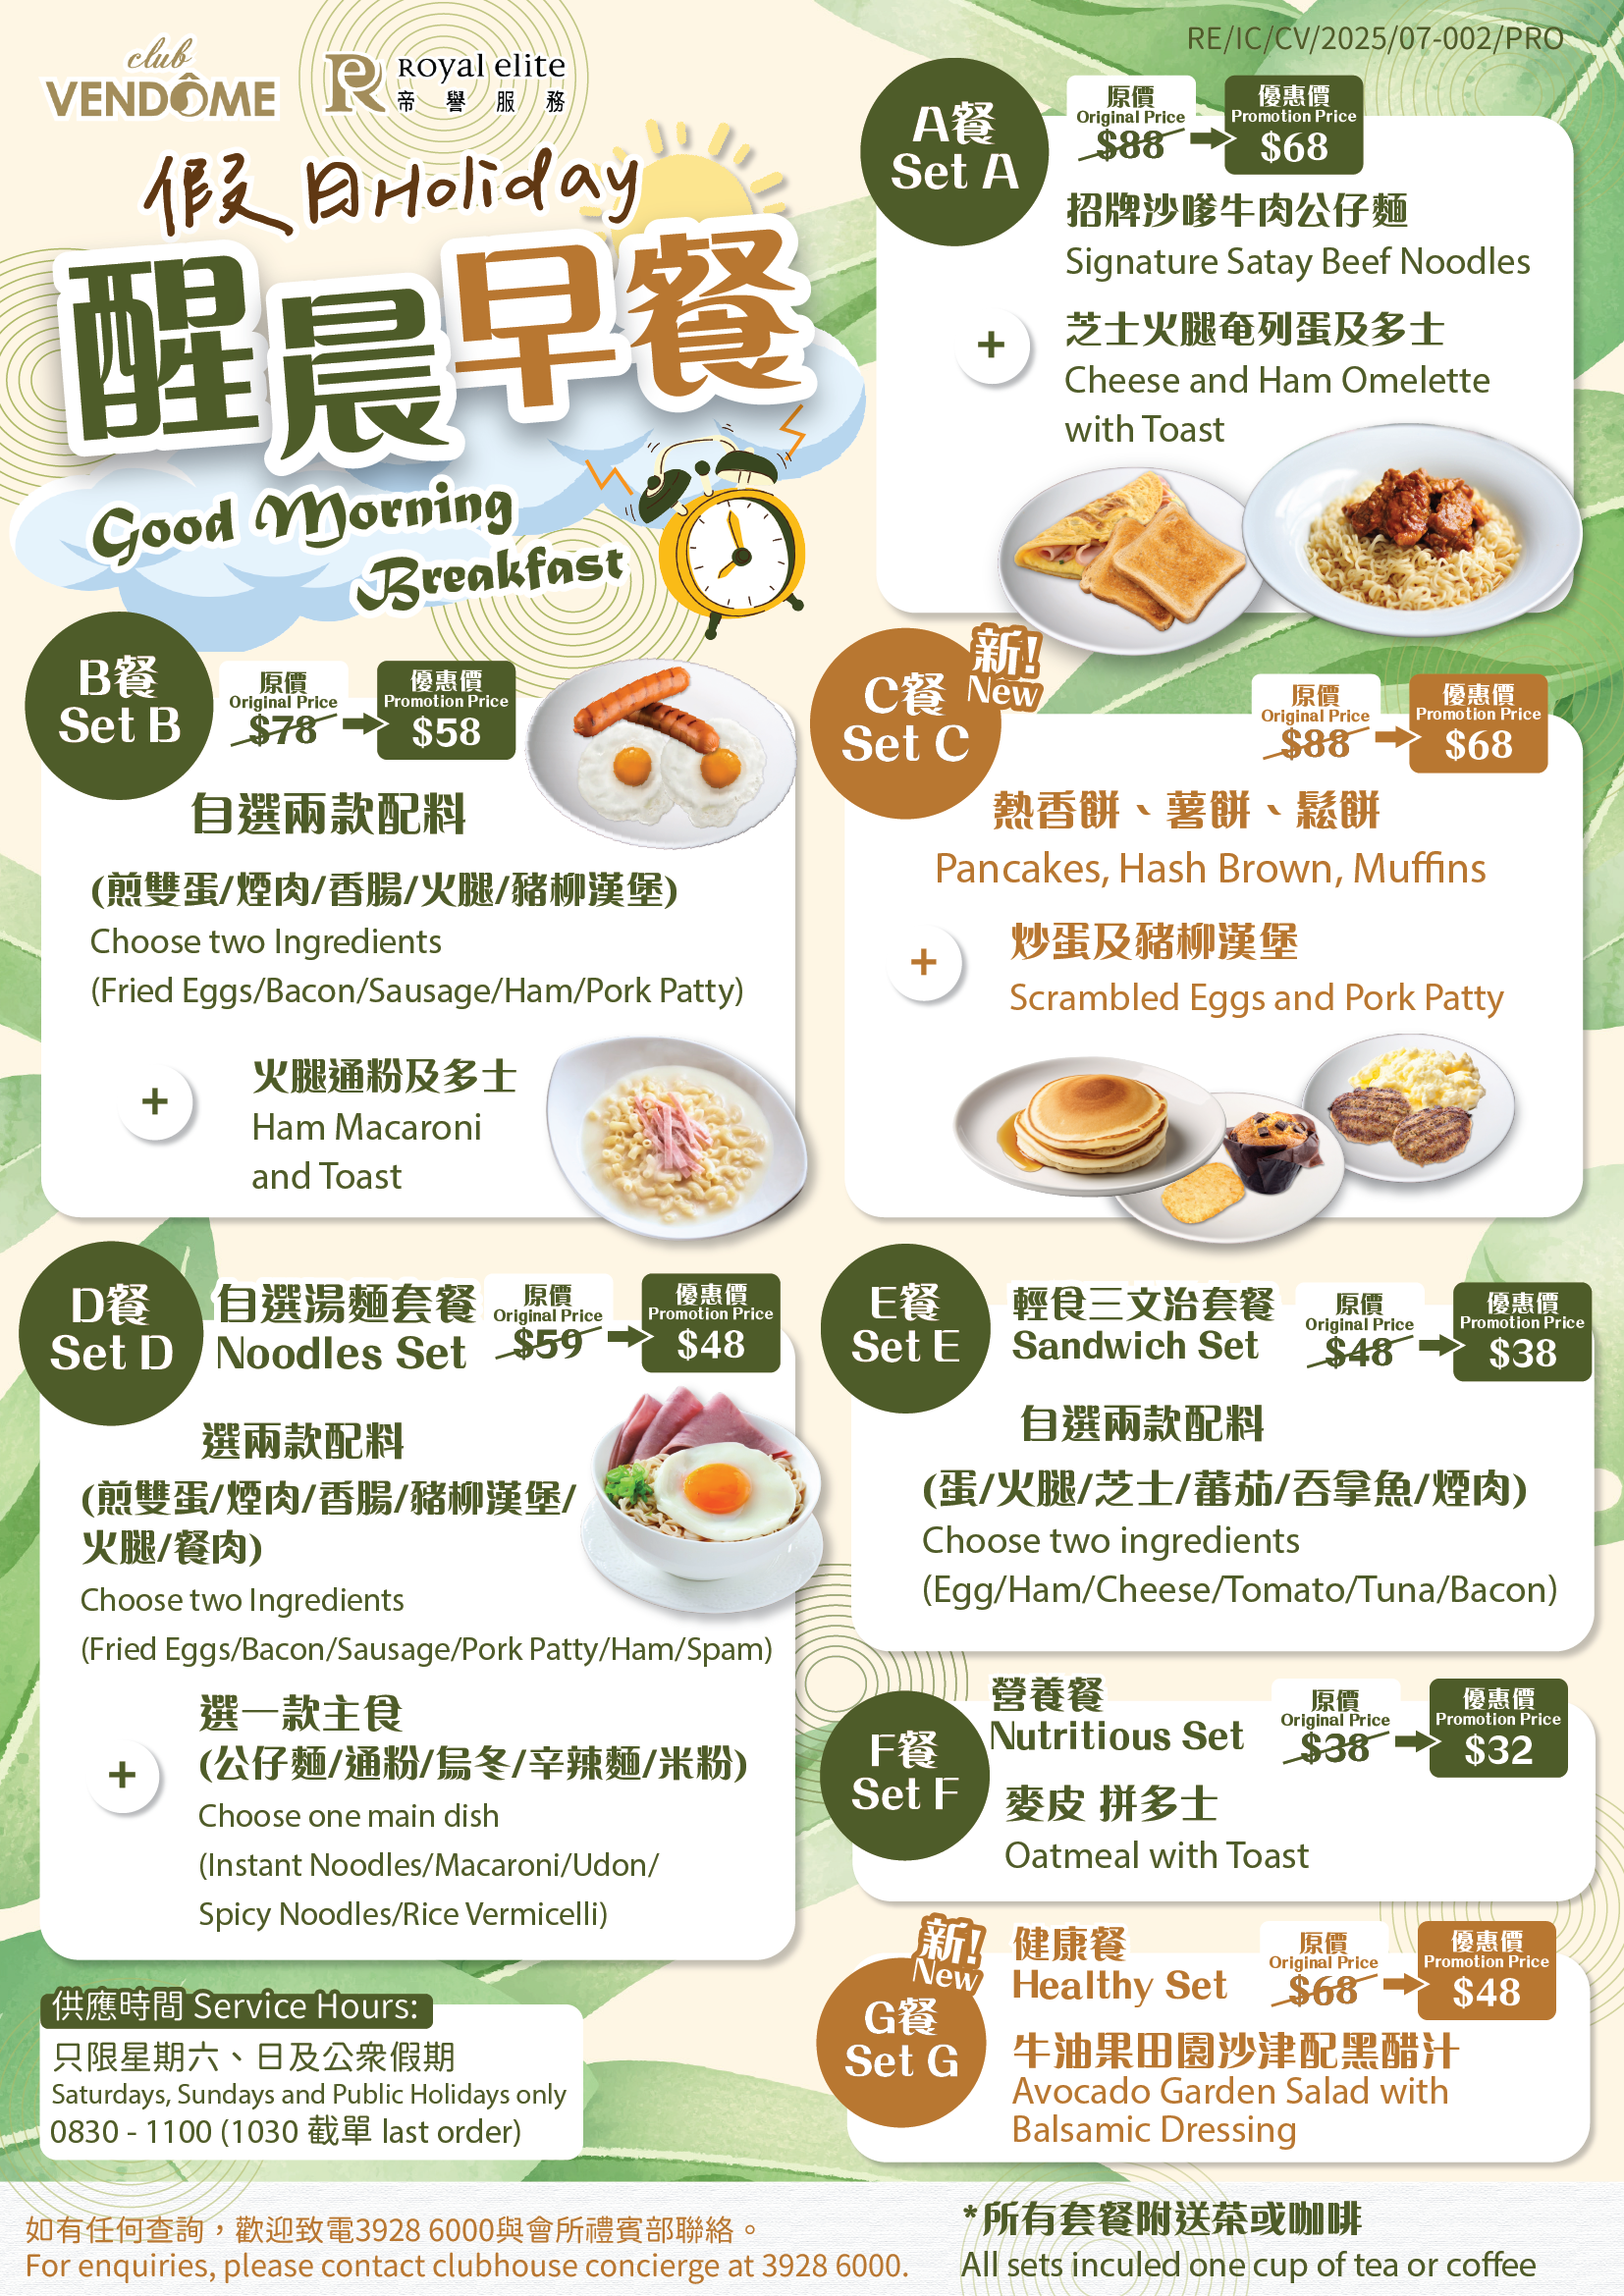 RE/IC/CV/2025/07-002/PRO
club
VENDÔME
Royal elite
帝譽服務
假日Holiday
醒晨早餐
Good Morning
Breakfast
A餐
Set A
原價
Original Price
$88
優惠價
Promotion Price
$68
招牌沙嗲牛肉公仔麵
Signature Satay Beef Noodles
+
芝士火腿奄列蛋及多士
Cheese and Ham Omelette
with Toast
B餐
Set B
原價
Original Price
$78
優惠價
Promotion Price
$58
自選兩款配料
(煎雙蛋/煙肉/香腸/火腿/豬柳漢堡)
Choose two Ingredients
(Fried Eggs/Bacon/Sausage/Ham/Pork Patty)
+
火腿通粉及多士
Ham Macaroni
and Toast
C餐
Set C
新!
New
原價
Original Price
$88
優惠價
Promotion Price
$68
熱香餅、薯餅、鬆餅
Pancakes, Hash Brown, Muffins
+
炒蛋及豬柳漢堡
Scrambled Eggs and Pork Patty
D餐
Set D
自選湯麵套餐
Noodles Set
原價
Original Price
$59
優惠價
Promotion Price
$48
選兩款配料
(煎雙蛋/煙肉/香腸/豬柳漢堡/
火腿/餐肉)
Choose two Ingredients
(Fried Eggs/Bacon/Sausage/Pork Patty/Ham/Spam)
+
選一款主食
(公仔麵/通粉/烏冬/辛辣麵/米粉)
Choose one main dish
(Instant Noodles/Macaroni/Udon/
Spicy Noodles/Rice Vermicelli)
E餐
Set E
輕食三文治套餐
Sandwich Set
原價
Original Price
$48
優惠價
Promotion Price
$38
自選兩款配料
(蛋/火腿/芝士/蕃茄/吞拿魚/煙肉)
Choose two ingredients
(Egg/Ham/Cheese/Tomato/Tuna/Bacon)
F餐
Set F
營養餐
Nutritious Set
原價
Original Price
$38
優惠價
Promotion Price
$32
麥皮 拼多士
Oatmeal with Toast
新!
New
G餐
Set G
健康餐
Healthy Set
原價
Original Price
$68
優惠價
Promotion Price
$48
牛油果田園沙津配黑醋汁
Avocado Garden Salad with
Balsamic Dressing
供應時間 Service Hours:
只限星期六、日及公眾假期
Saturdays, Sundays and Public Holidays only
0830 - 1100 (1030 截單 last order)
如有任何查詢，歡迎致電3928 6000與會所禮賓部聯絡。
For enquiries, please contact clubhouse concierge at 3928 6000.
*所有套餐附送茶或咖啡
All sets inculed one cup of tea or coffee